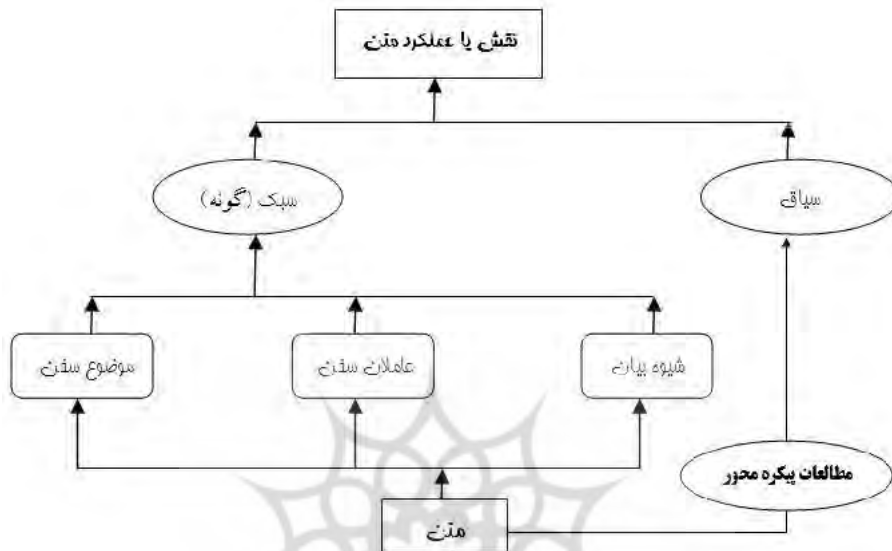 نقش یا عملکرد متن
سبک (گونه)
سیاق
شیوه بیان
عاملان سخن
موضوع سخن
مطالعات پیکره محور
متن